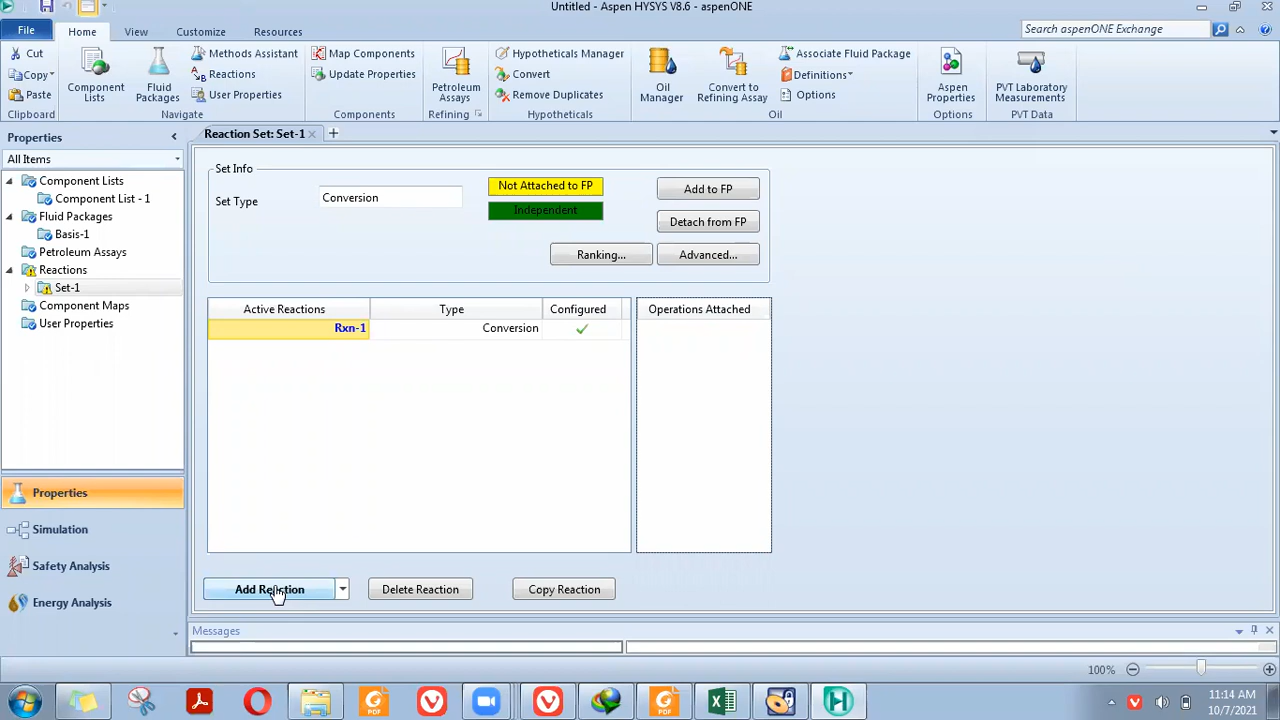 Untitled - Aspen HYSYS V8.6 - aspenONE
File
Home
View
Customize
Resources
Search aspenONE Exchange
Cut
Copy
Paste
Clipboard
Component Lists
Fluid Packages
Methods Assistant
Reactions
User Properties
Navigate
Map Components
Update Properties
Components
Petroleum Assays
Refining
Hypotheticals Manager
Convert
Remove Duplicates
Hypotheticals
Oil Manager
Convert to Refining Assay
Associate Fluid Package
Definitions
Options
Oil
Aspen Properties
Options
PVT Laboratory Measurements
PVT Data
Properties
All Items
Component Lists
Component List - 1
Fluid Packages
Basis-1
Petroleum Assays
Reactions
Set-1
Component Maps
User Properties
Properties
Simulation
Safety Analysis
Energy Analysis
Reaction Set: Set-1
Set Info
Set Type
Conversion
Not Attached to FP
Independent
Add to FP
Detach from FP
Ranking...
Advanced...
Active Reactions
Type
Configured
Operations Attached
Rxn-1
Conversion
Add Reaction
Delete Reaction
Copy Reaction
Messages
100%
PDF
PDF
11:14 AM
10/7/2021